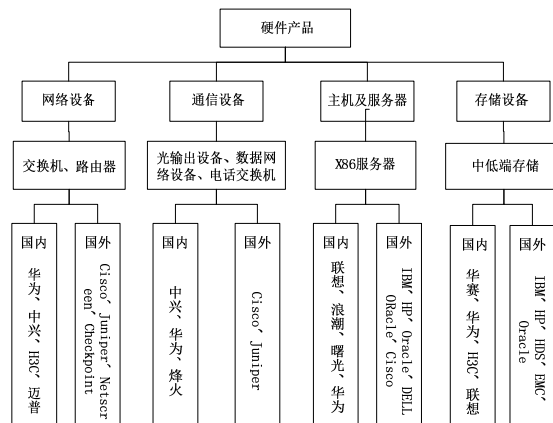 硬件产品
网络设备
通信设备
主机及服务器
存储设备
交换机、路由器
光输出设备、数据网
络设备、电话交换机
X86服务器
中低端存储
国内
华为、中兴、H3C、迈普
国外
Cisco、Juniper、Netscr
een、Checkpoint
国内
中兴、华为、烽火
国外
Cisco、Juniper
国内
联想、浪潮、曙光、华为
国外
IBM、HP、Oracle、DELL
ORacle、Cisco
国内
华赛、华为、H3C、联想
国外
IBM、HP、HDS、EMC、
Oracle